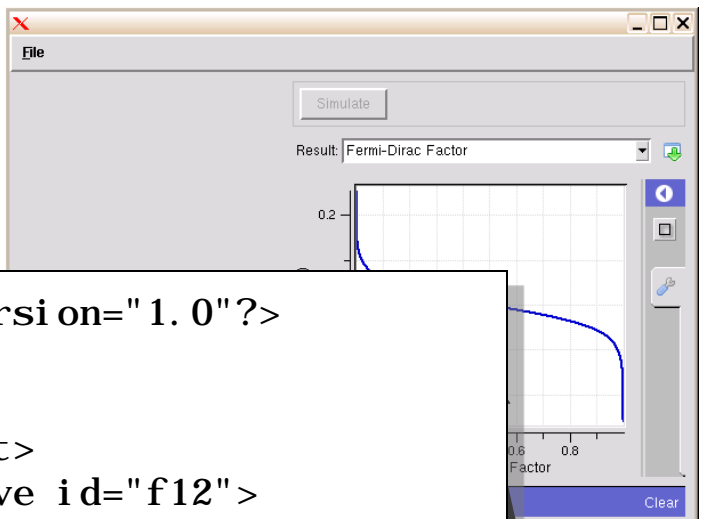 File
Simulate
Result: Fermi-Dirac Factor
0.2
rsion="1.0"?>
t>
ve id="f12">
0.6 0.8
Factor
Clear